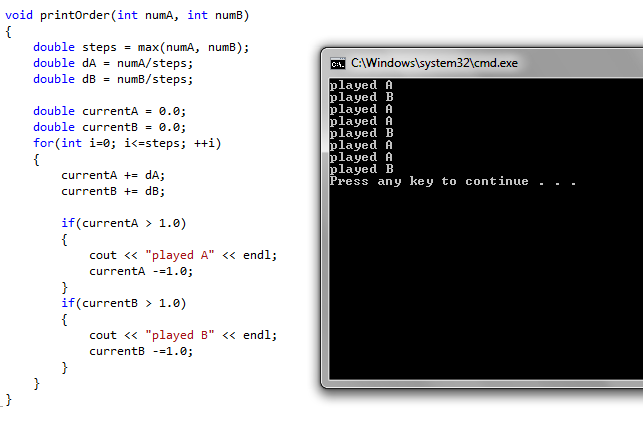 void printOrder(int numA, int numB)
{
    double steps = max(numA, numB);
    double dA = numA/steps;
    double dB = numB/steps;

    double currentA = 0.0;
    double currentB = 0.0;
    for(int i=0; i<=steps; ++i)
    {
        currentA += dA;
        currentB += dB;

        if(currentA > 1.0)
        {
            cout << "played A" << endl;
            currentA -=1.0;
        }
        if(currentB > 1.0)
        {
            cout << "played B" << endl;
            currentB -=1.0;
        }
    }
}
C:\Windows\system32\cmd.exe
played A
played B
played A
played A
played B
played A
played A
played B
Press any key to continue . . .